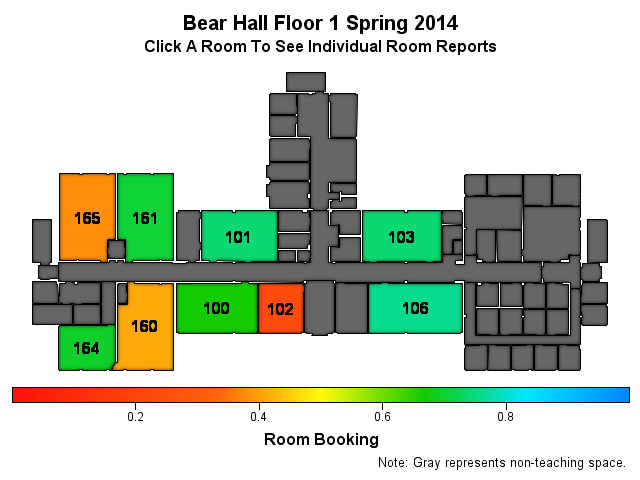 Bear Hall Floor 1 Spring 2014
Click A Room To See Individual Room Reports
165 161
101 103
100 102 106
160
164
0.2 0.4 0.6 0.8
Room Booking
Note: Gray represents non-teaching space.